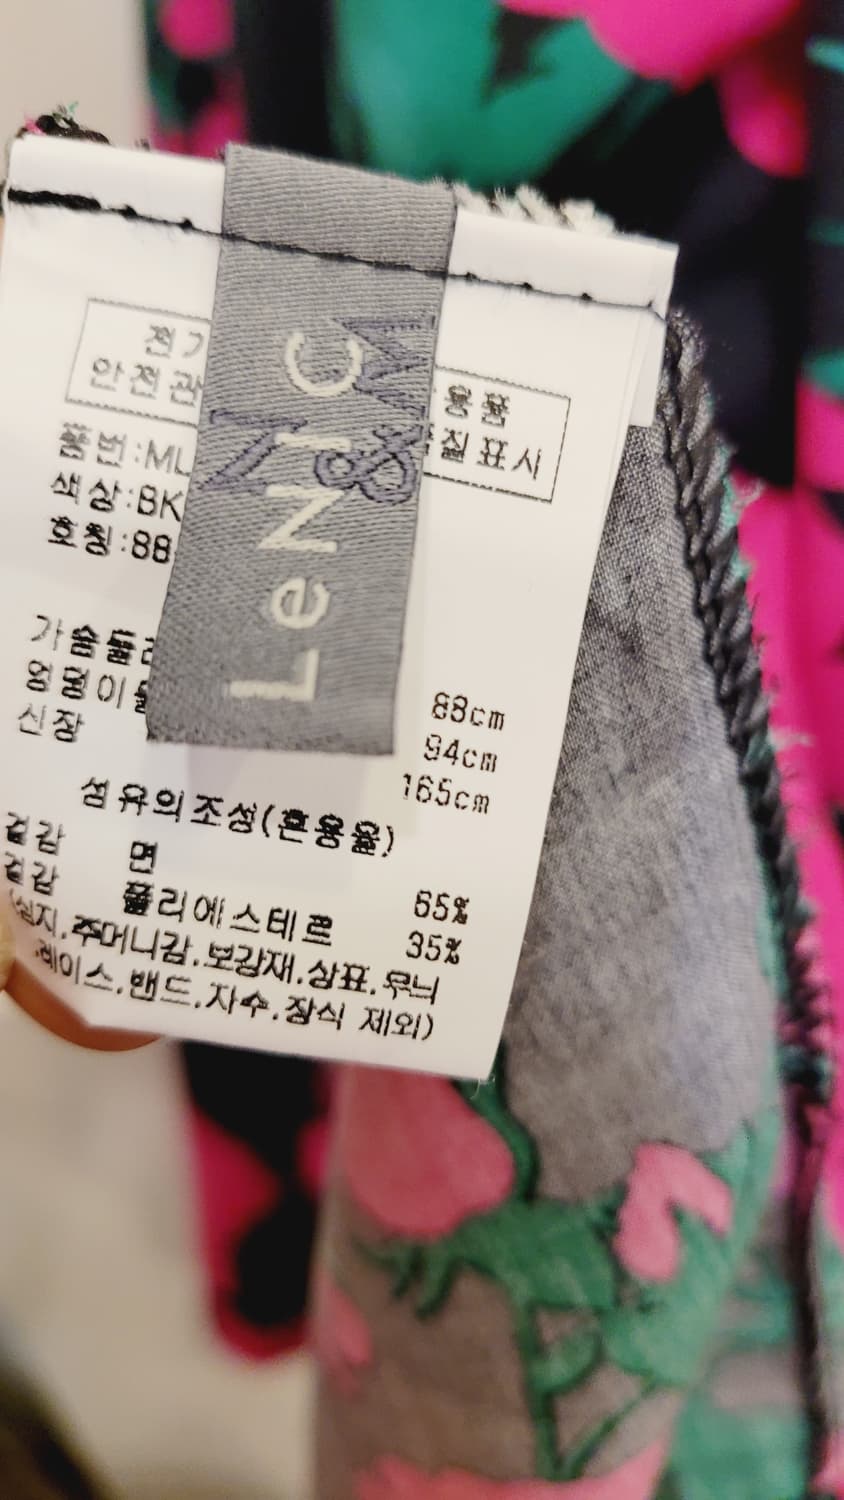 LeNIC
&M
전기
용품
안전관
질표시
품번:ML
색상:BK
호칭:88
가슴둘레 88cm
엉덩이둘 94cm
신장 165cm
섬유의조성(혼용율)
겉감 면 65%
겉감 폴리에스테르 35%
(심지.주머니감.보강재.상표.무늬
.레이스.밴드.자수.장식 제외)